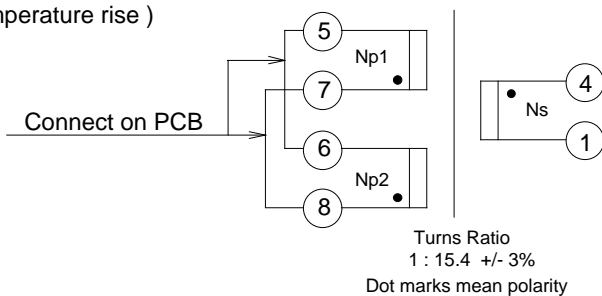 perature rise )
5
Np1
7
4
Ns
Connect on PCB
1
6
Np2
8
Turns Ratio
1 : 15.4 +/- 3%
Dot marks mean polarity